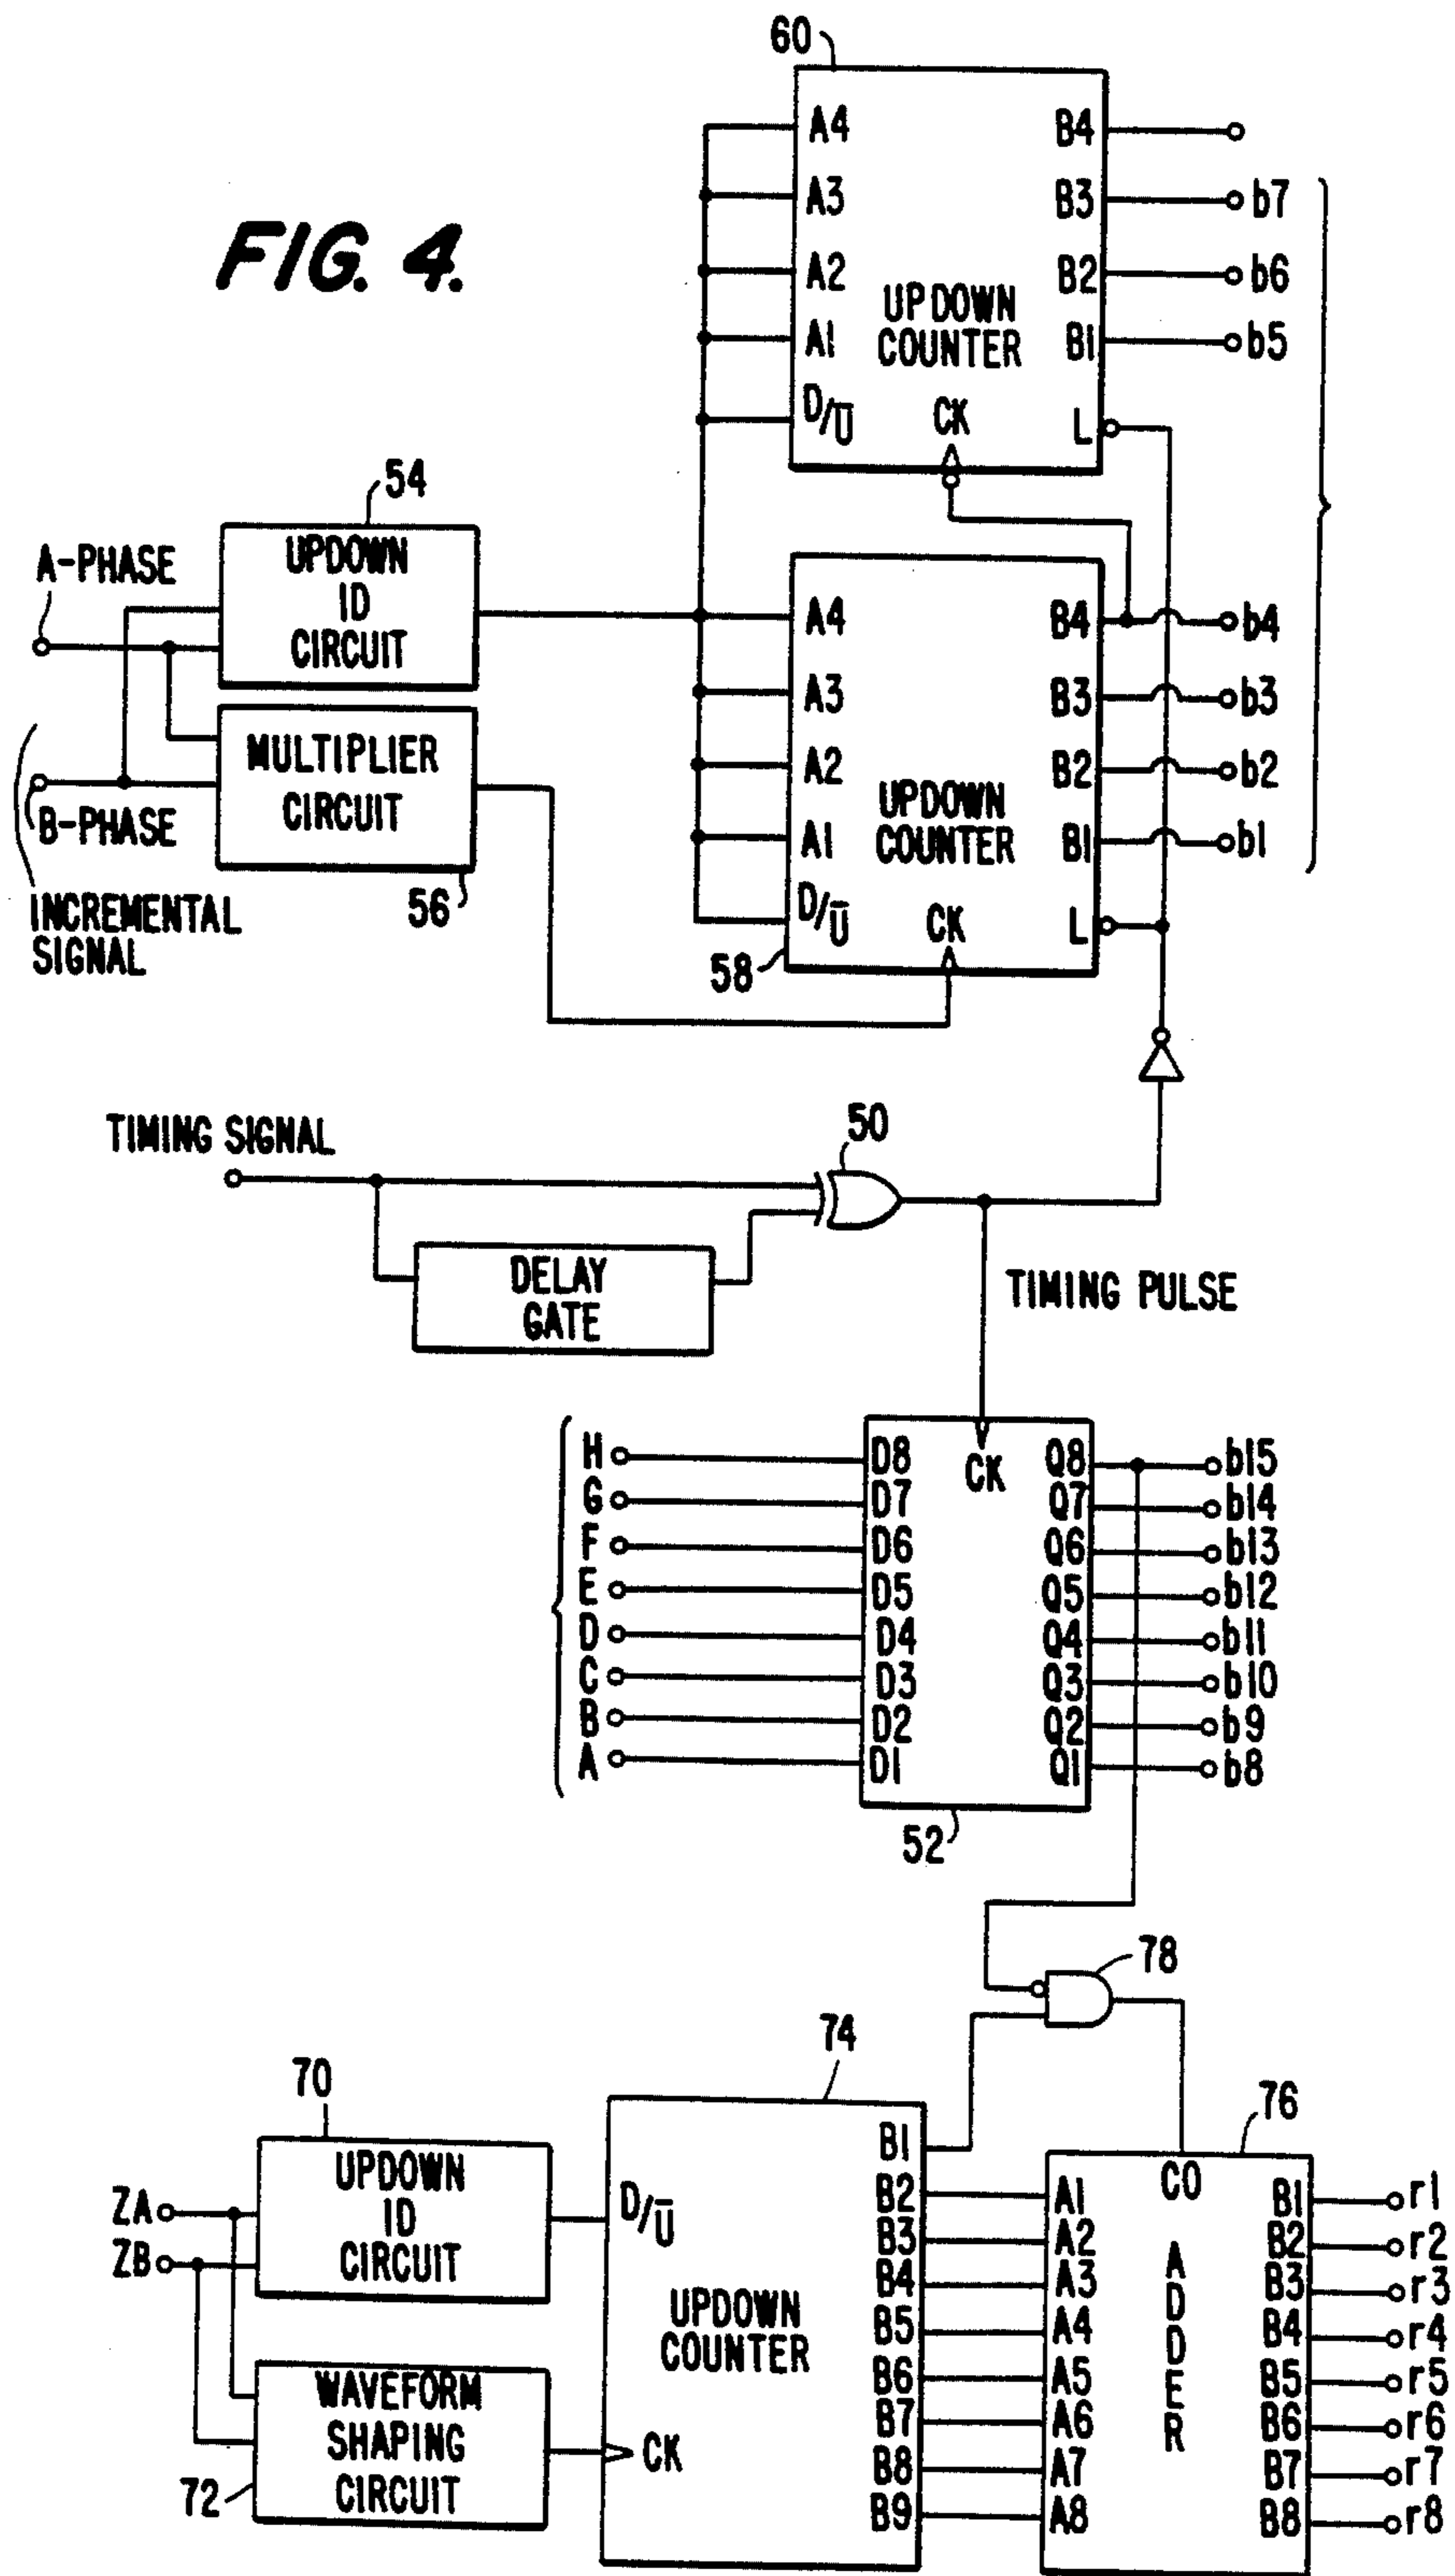 FIG. 4.
60
A4
A3
A2
A1
D/U̅
UPDOWN
COUNTER
CK
B4
B3
B2
B1
L
b7
b6
b5
54
A-PHASE
UPDOWN
ID
CIRCUIT
B-PHASE
INCREMENTAL
SIGNAL
MULTIPLIER
CIRCUIT
56
A4
A3
A2
A1
D/U̅
58
UPDOWN
COUNTER
CK
B4
B3
B2
B1
L
b4
b3
b2
b1
TIMING SIGNAL
50
DELAY
GATE
TIMING PULSE
CK
H D8 Q8 b15
G D7 Q7 b14
F D6 Q6 b13
E D5 Q5 b12
D D4 Q4 b11
C D3 Q3 b10
B D2 Q2 b9
A D1 Q1 b8
52
78
70
74
76
ZA
ZB
UPDOWN
ID
CIRCUIT
WAVEFORM
SHAPING
CIRCUIT
72
D/U̅
CK
UPDOWN
COUNTER
B1
B2
B3
B4
B5
B6
B7
B8
B9
A1
A2
A3
A4
A5
A6
A7
A8
CO
A
D
D
E
R
B1 r1
B2 r2
B3 r3
B4 r4
B5 r5
B6 r6
B7 r7
B8 r8